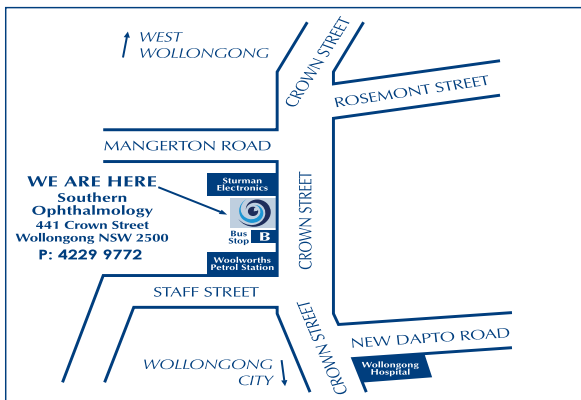 WEST
WOLLONGONG
CROWN STREET
ROSEMONT STREET
MANGERTON ROAD
WE ARE HERE
Southern
Ophthalmology
441 Crown Street
Wollongong NSW 2500
P: 4229 9772
Sturman
Electronics
Bus
Stop
B
Woolworths
Petrol Station
CROWN STREET
STAFF STREET
CROWN STREET
NEW DAPTO ROAD
WOLLONGONG
CITY
Wollongong
Hospital